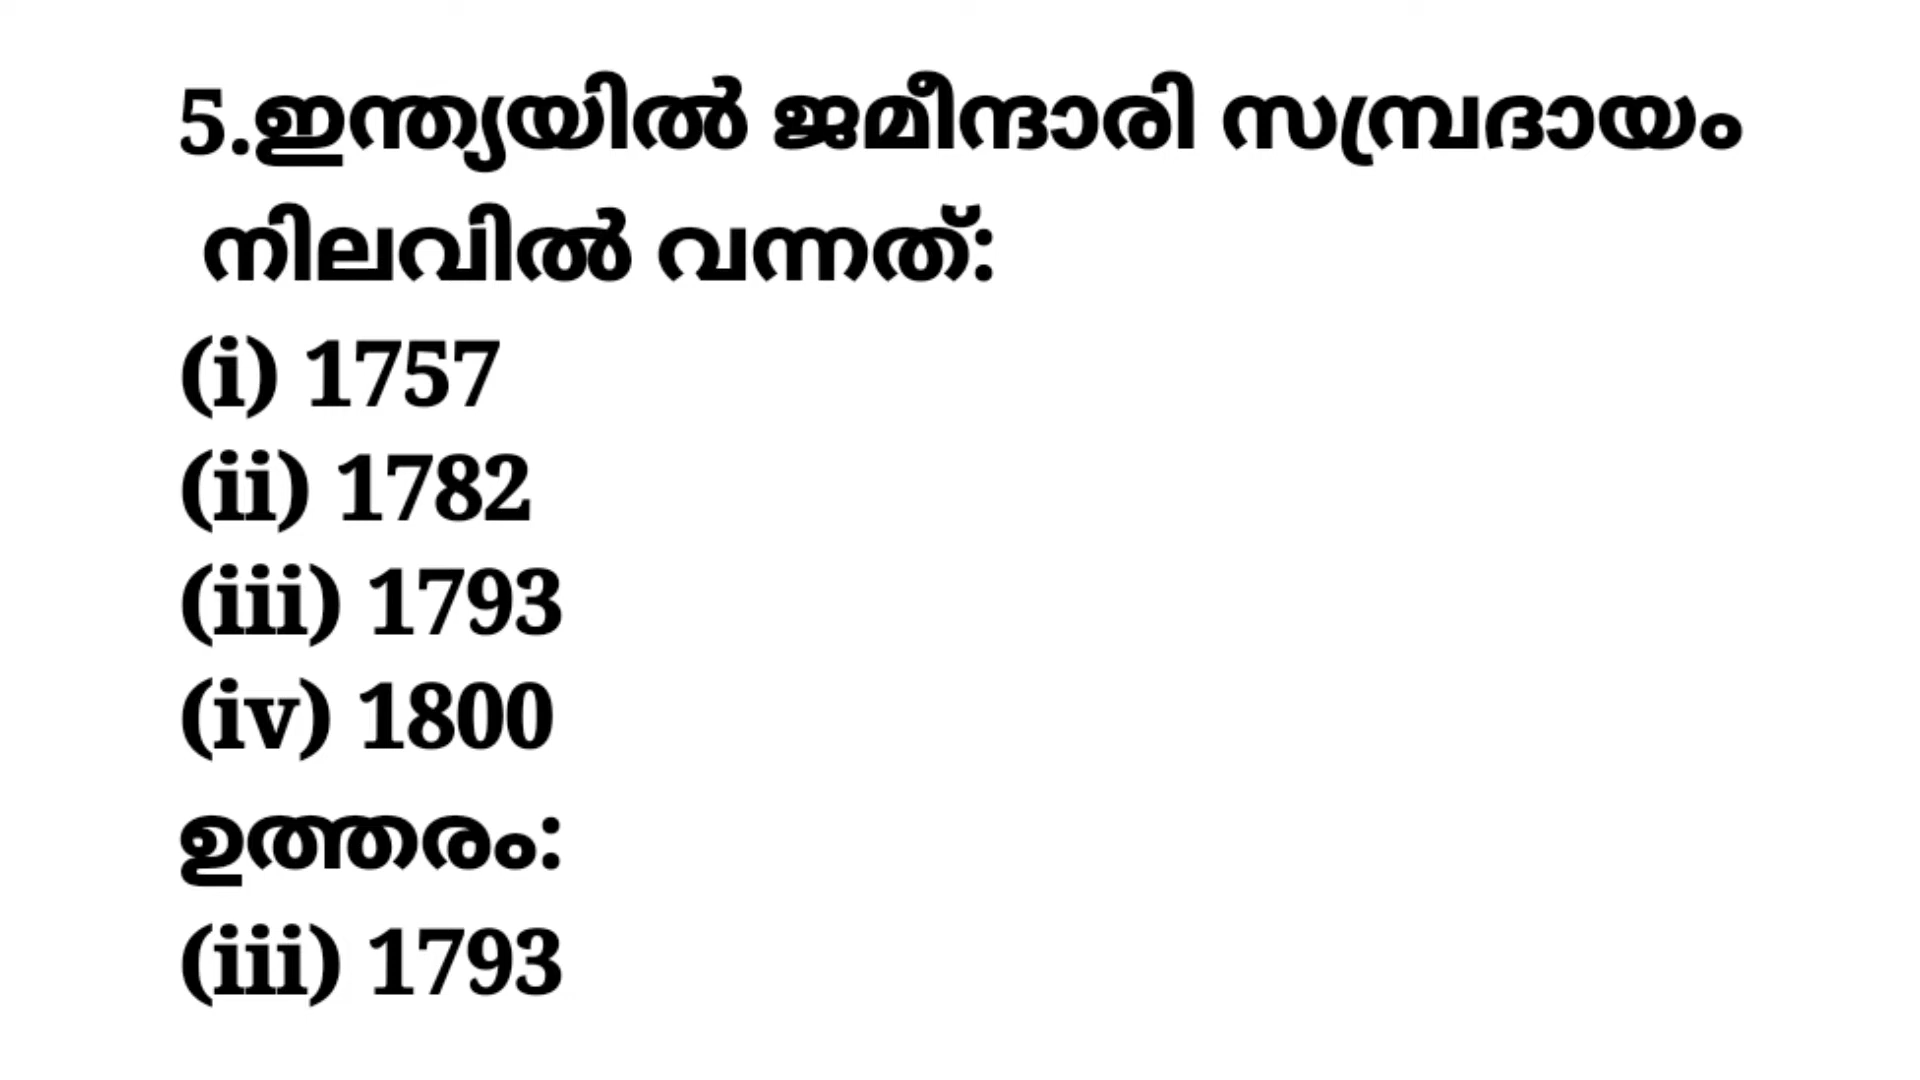 5.ഇന്ത്യയിൽ ജമീന്ദാരി സമ്പ്രദായം
നിലവിൽ വന്നത്:
(i) 1757
(ii) 1782
(iii) 1793
(iv) 1800
ഉത്തരം:
(iii) 1793